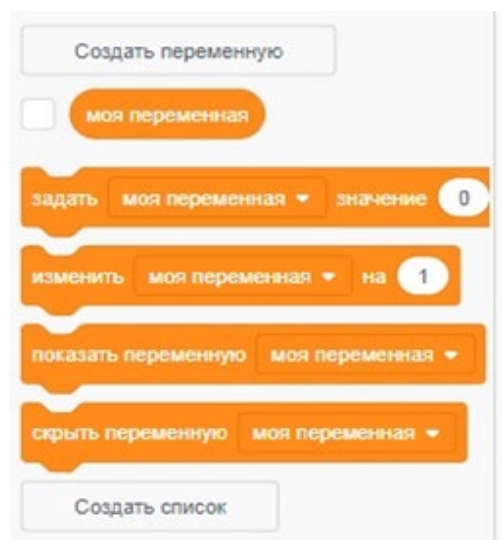 Создать переменную
моя переменная
задать моя переменная значение 0
изменить моя переменная на 1
показать переменную моя переменная
скрыть переменную моя переменная
Создать список